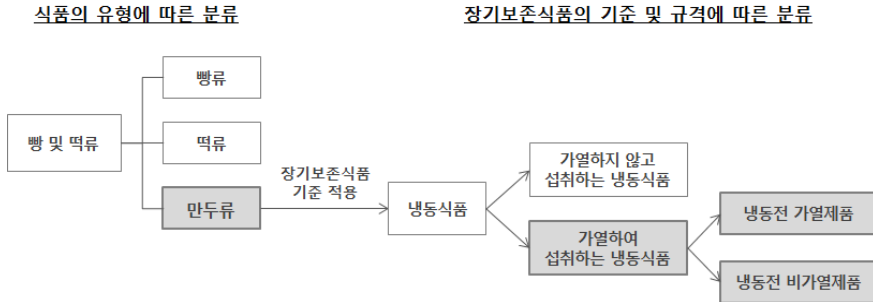 식품의 유형에 따른 분류
장기보존식품의 기준 및 규격에 따른 분류
빵류
빵 및 떡류
떡류
만두류
장기보존식품
기준 적용
냉동식품
가열하지 않고
섭취하는 냉동식품
가열하여
섭취하는 냉동식품
냉동전 가열제품
냉동전 비가열제품